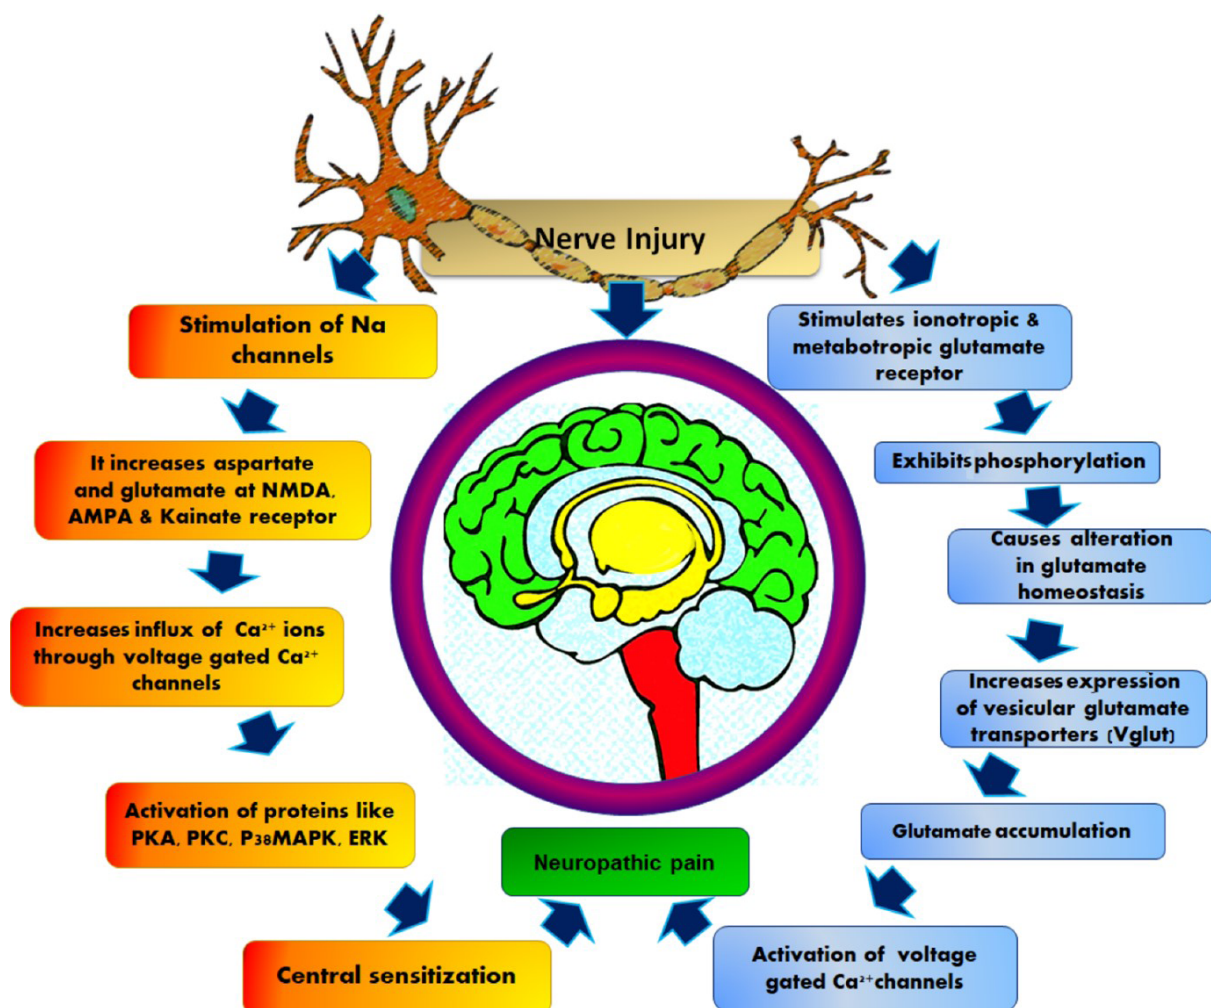 Nerve Injury
Stimulation of Na
channels
It increases aspartate
and glutamate at NMDA,
AMPA & Kainate receptor
Increases influx of Ca²⁺ ions
through voltage gated Ca²⁺
channels
Activation of proteins like
PKA, PKC, P₃₈MAPK, ERK
Central sensitization
Stimulates ionotropic &
metabotropic glutamate
receptor
Exhibits phosphorylation
Causes alteration
in glutamate
homeostasis
Increases expression
of vesicular glutamate
transporters (Vglut)
Glutamate accumulation
Activation of voltage
gated Ca²⁺channels
Neuropathic pain